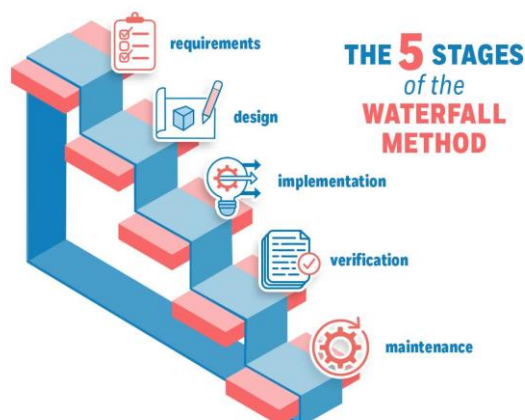 THE 5 STAGES
of the
WATERFALL
METHOD
requirements
design
implementation
verification
maintenance